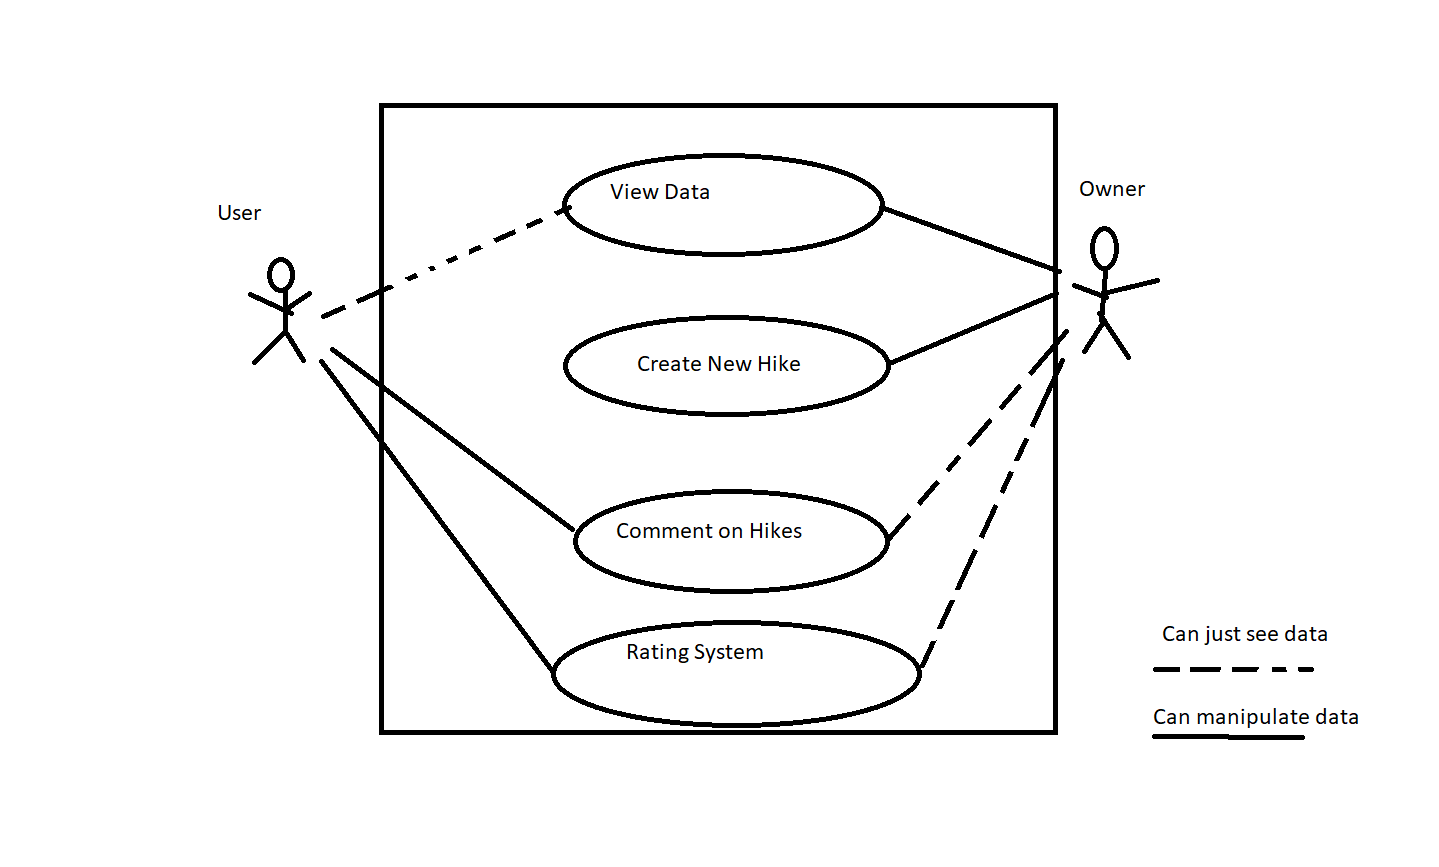 User
Owner
View Data
Create New Hike
Comment on Hikes
Rating System
Can just see data
Can manipulate data